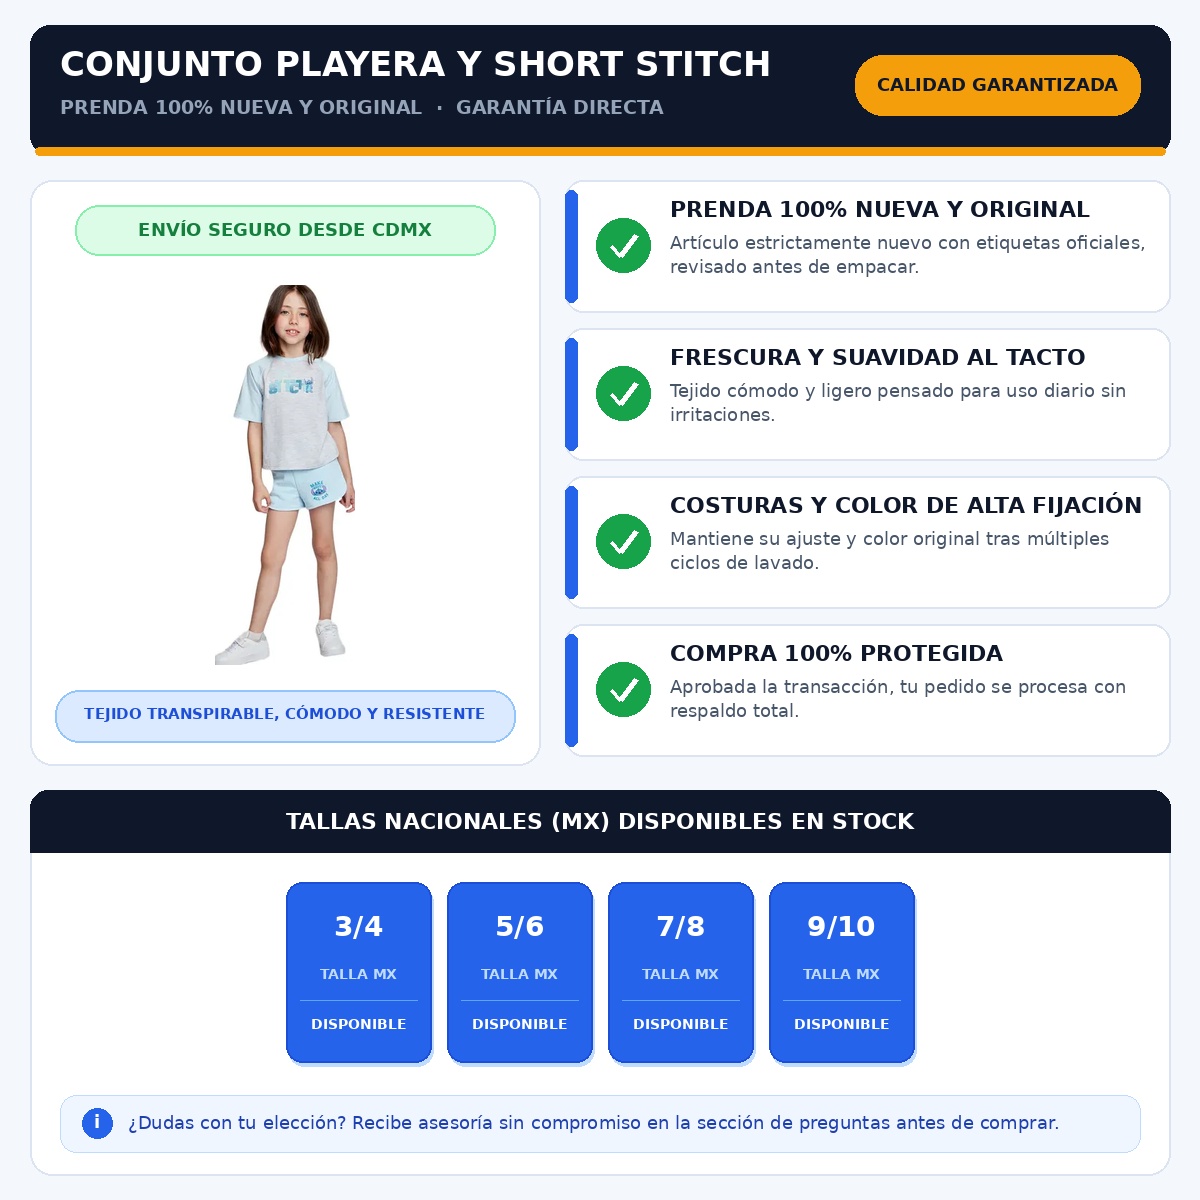 CONJUNTO PLAYERA Y SHORT STITCH
PRENDA 100% NUEVA Y ORIGINAL · GARANTÍA DIRECTA
CALIDAD GARANTIZADA
ENVÍO SEGURO DESDE CDMX
TEJIDO TRANSPIRABLE, CÓMODO Y RESISTENTE
PRENDA 100% NUEVA Y ORIGINAL
Artículo estrictamente nuevo con etiquetas oficiales,
revisado antes de empacar.
FRESCURA Y SUAVIDAD AL TACTO
Tejido cómodo y ligero pensado para uso diario sin
irritaciones.
COSTURAS Y COLOR DE ALTA FIJACIÓN
Mantiene su ajuste y color original tras múltiples
ciclos de lavado.
COMPRA 100% PROTEGIDA
Aprobada la transacción, tu pedido se procesa con
respaldo total.
TALLAS NACIONALES (MX) DISPONIBLES EN STOCK
3/4
TALLA MX
DISPONIBLE
5/6
TALLA MX
DISPONIBLE
7/8
TALLA MX
DISPONIBLE
9/10
TALLA MX
DISPONIBLE
i ¿Dudas con tu elección? Recibe asesoría sin compromiso en la sección de preguntas antes de comprar.